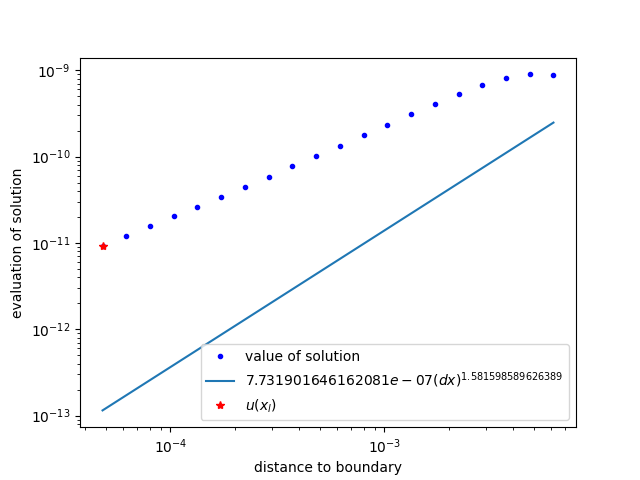 10⁻⁹
10⁻¹⁰
10⁻¹¹
10⁻¹²
10⁻¹³
evaluation of solution
value of solution
7.731901646162081e − 07(dx)^1.581598589626389
u(x_l)
10⁻⁴ 10⁻³
distance to boundary